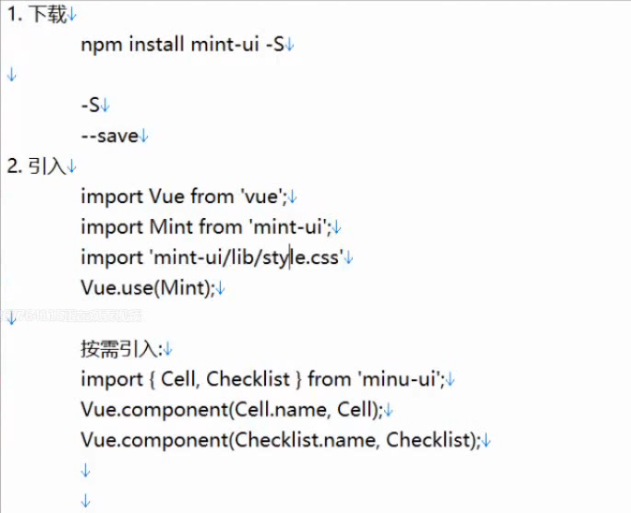 1. 下载↓
npm install mint-ui -S↓
↓
-S↓
--save↓
2. 引入↓
import Vue from 'vue';↓
import Mint from 'mint-ui';↓
import 'mint-ui/lib/style.css'↓
Vue.use(Mint);↓
↓
按需引入:↓
import { Cell, Checklist } from 'minu-ui';↓
Vue.component(Cell.name, Cell);↓
Vue.component(Checklist.name, Checklist);↓
↓
↓